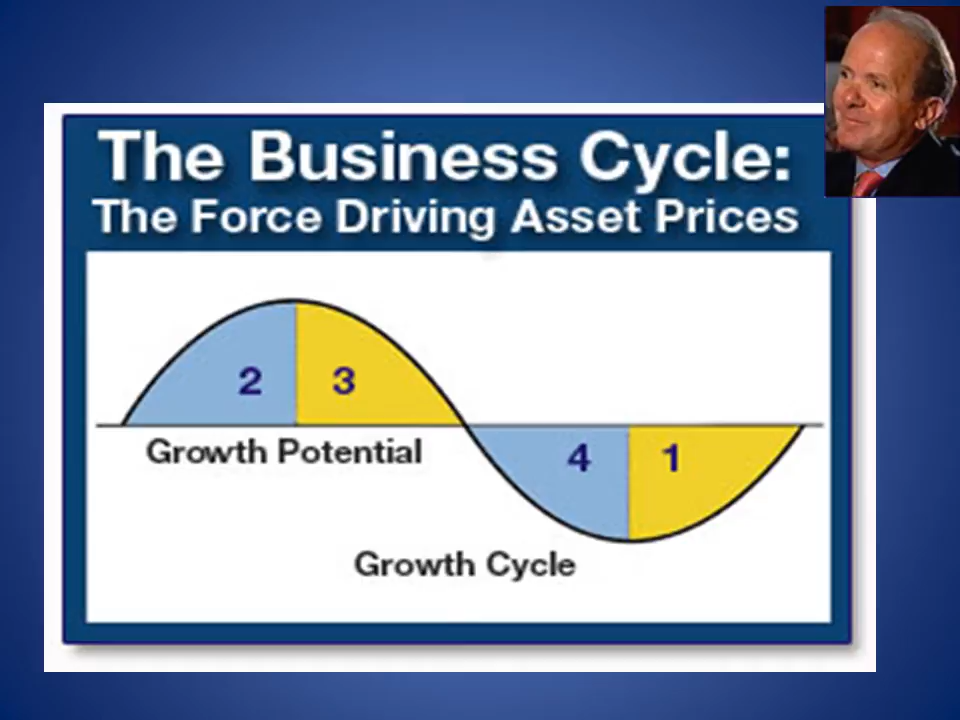 The Business Cycle:
The Force Driving Asset Prices
2 3
Growth Potential
4 1
Growth Cycle